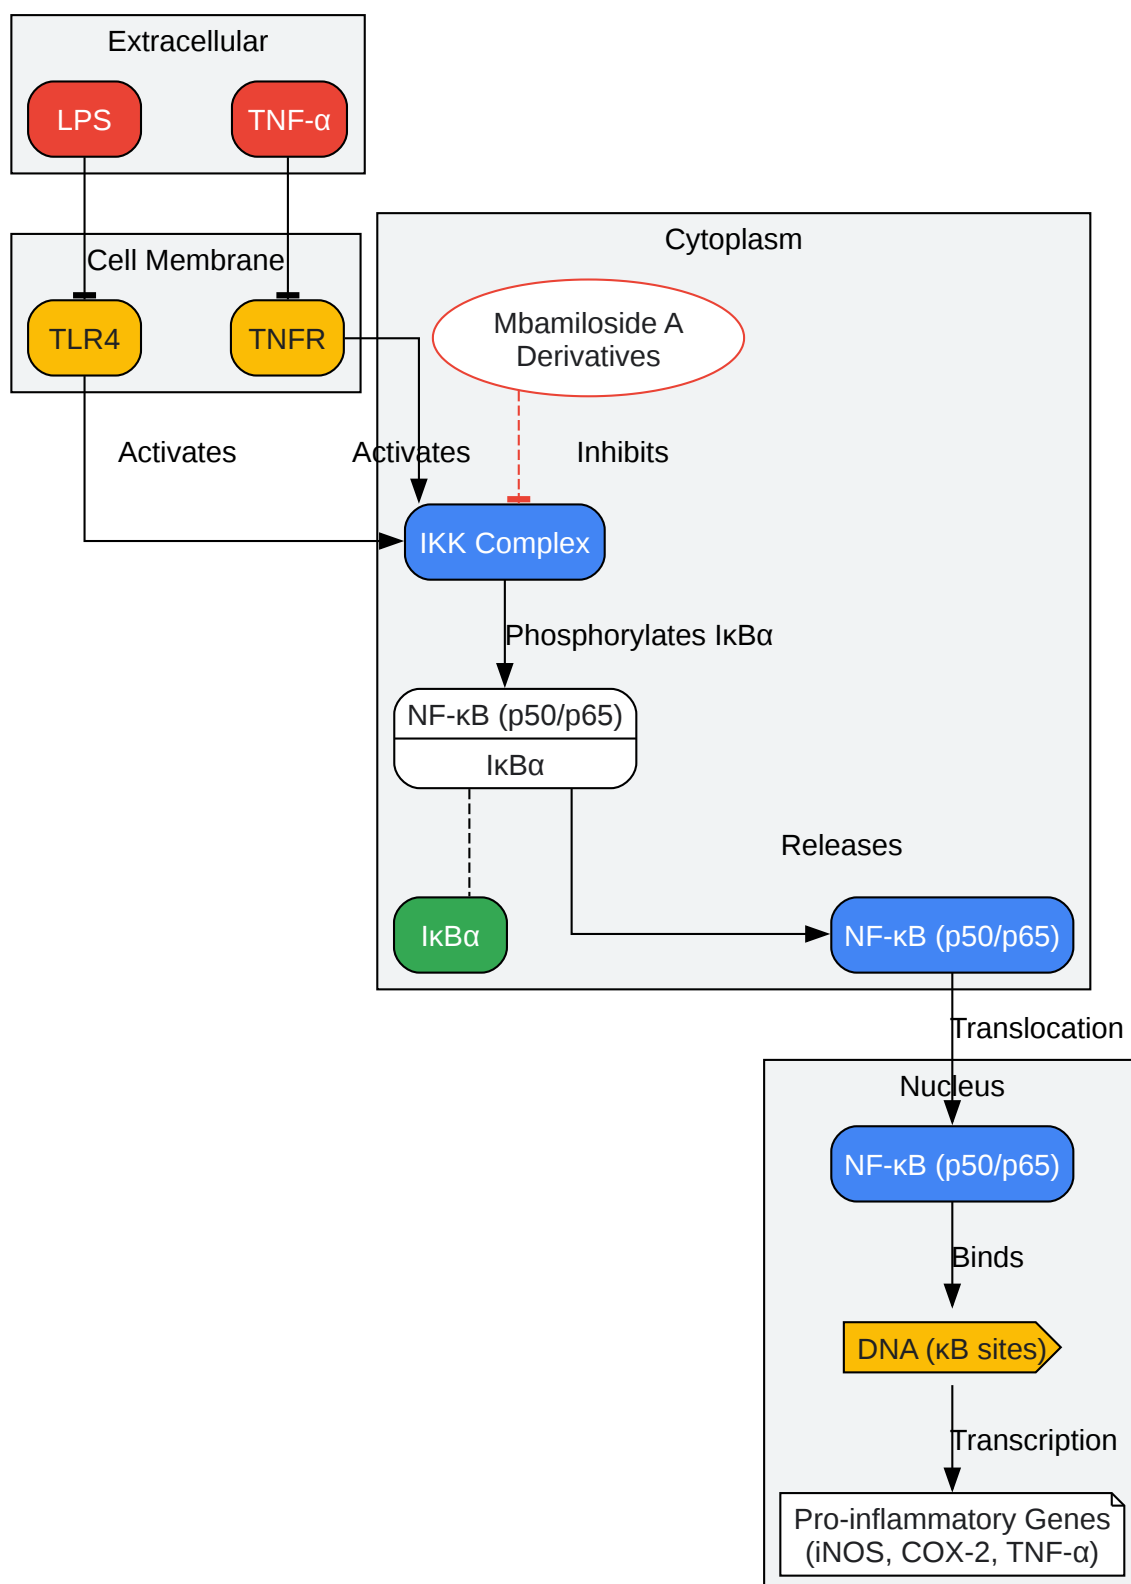 Extracellular
LPS
TNF-α
Cell Membrane
TLR4
TNFR
Cytoplasm
Mbamiloside A
Derivatives
Activates
Activates
Inhibits
IKK Complex
Phosphorylates IκBα
NF-κB (p50/p65)
IκBα
Releases
IκBα
NF-κB (p50/p65)
Translocation
Nucleus
NF-κB (p50/p65)
Binds
DNA (κB sites)
Transcription
Pro-inflammatory Genes
(iNOS, COX-2, TNF-α)